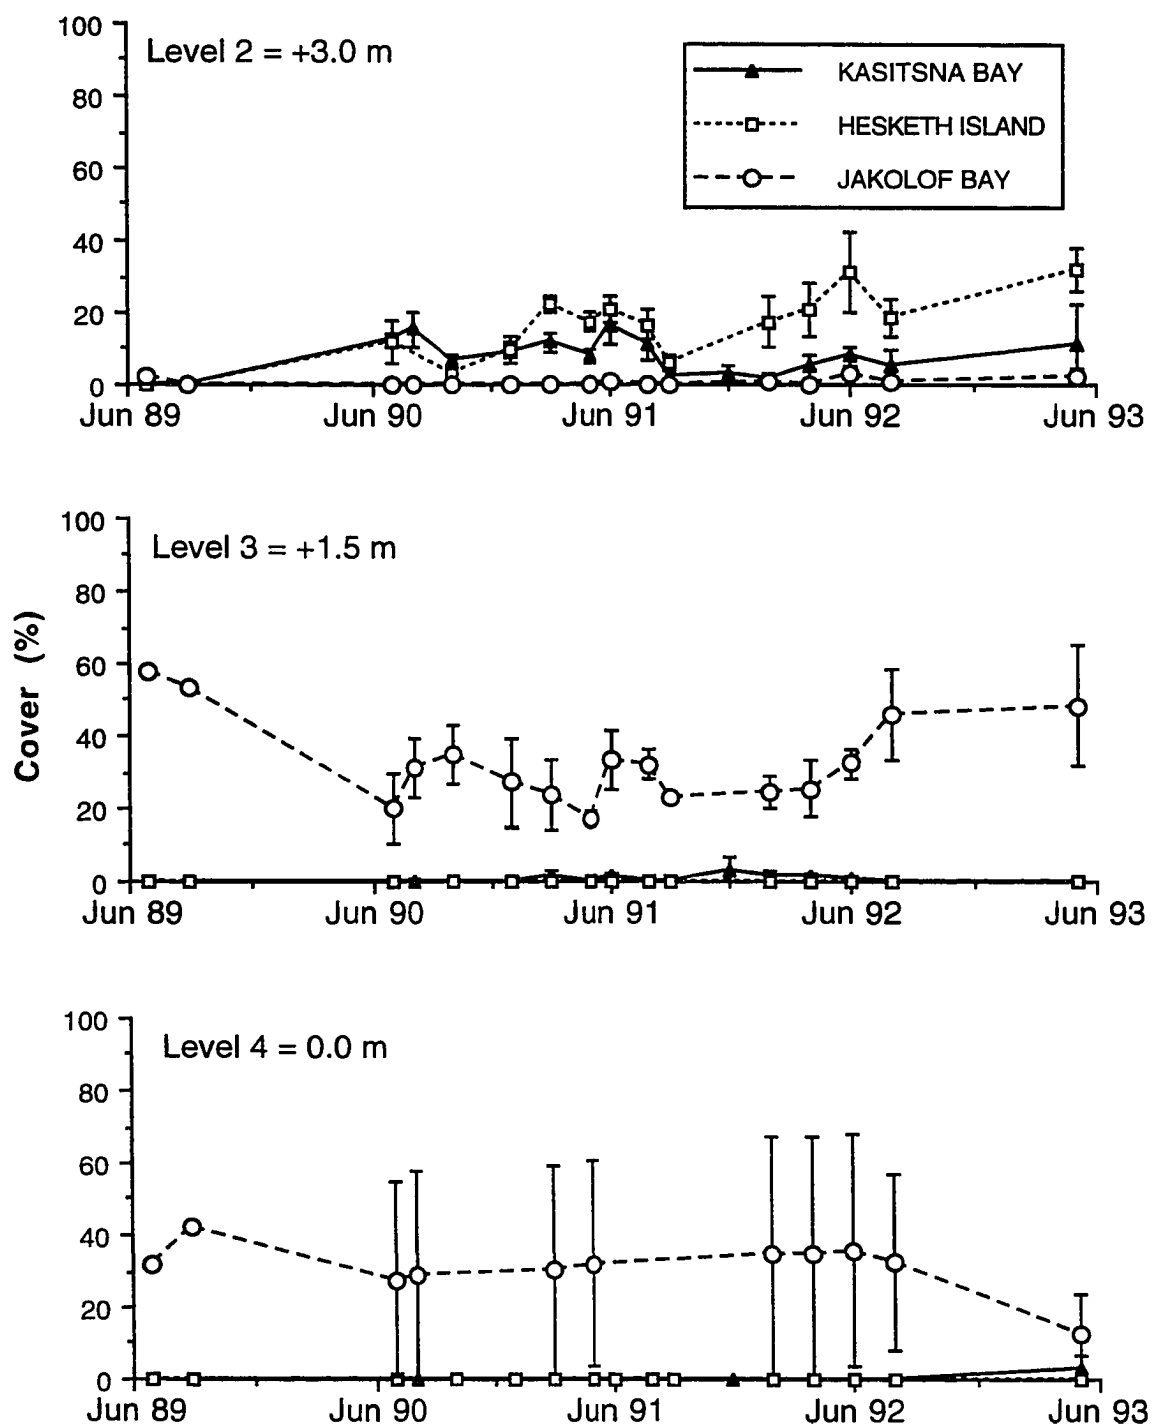 100
Level 2 = +3.0 m
KASITSNA BAY
80
HESKETH ISLAND
60
JAKOLOF BAY
40
20
0
Jun 89 Jun 90 Jun 91 Jun 92 Jun 93
100
Level 3 = +1.5 m
80
60
Cover (%)
40
20
0
Jun 89 Jun 90 Jun 91 Jun 92 Jun 93
100
Level 4 = 0.0 m
80
60
40
20
0
Jun 89 Jun 90 Jun 91 Jun 92 Jun 93